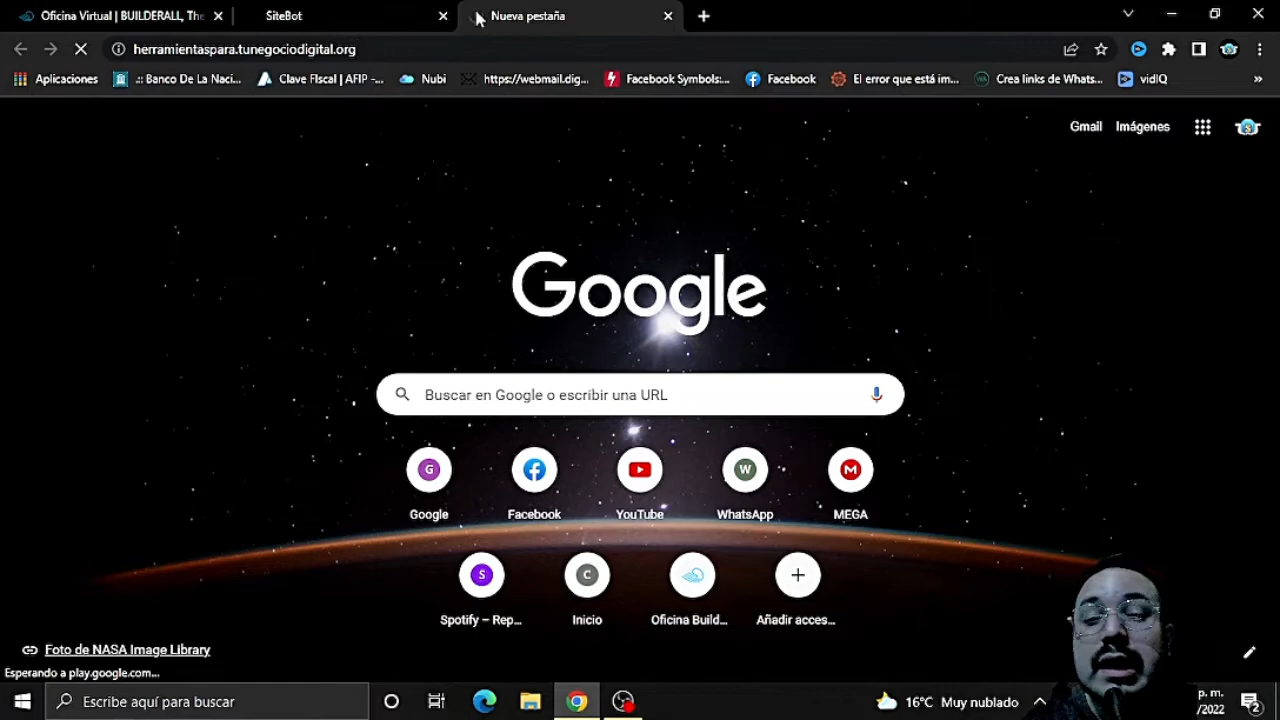 Oficina Virtual | BUILDERALL, The
SiteBot
Nueva pestaña
herramientaspara.tunegociodigital.org
Aplicaciones
.:: Banco De La Naci...
Clave FIscal | AFIP -...
Nubi
https://webmail.dig...
Facebook Symbols:...
Facebook
El error que está im...
Crea links de Whats...
vidIQ
»
Gmail
Imágenes
Google
Buscar en Google o escribir una URL
G
W
M
Google
Facebook
YouTube
WhatsApp
MEGA
S
C
Spotify – Rep...
Inicio
Oficina Build...
Añadir acces...
Foto de NASA Image Library
Esperando a play.google.com...
Escribe aquí para buscar
16°C Muy nublado
p. m.
/2022
2